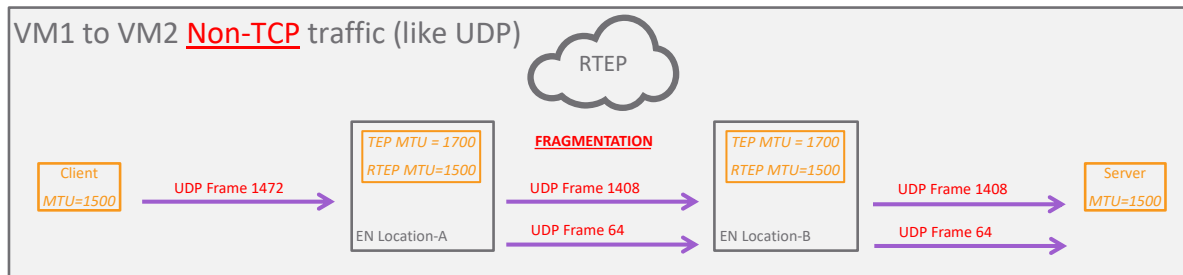 VM1 to VM2 Non-TCP traffic (like UDP)
RTEP
TEP MTU = 1700
RTEP MTU=1500
FRAGMENTATION
TEP MTU = 1700
RTEP MTU=1500
Client
MTU=1500
UDP Frame 1472
UDP Frame 1408
UDP Frame 1408
Server
MTU=1500
EN Location-A
UDP Frame 64
EN Location-B
UDP Frame 64